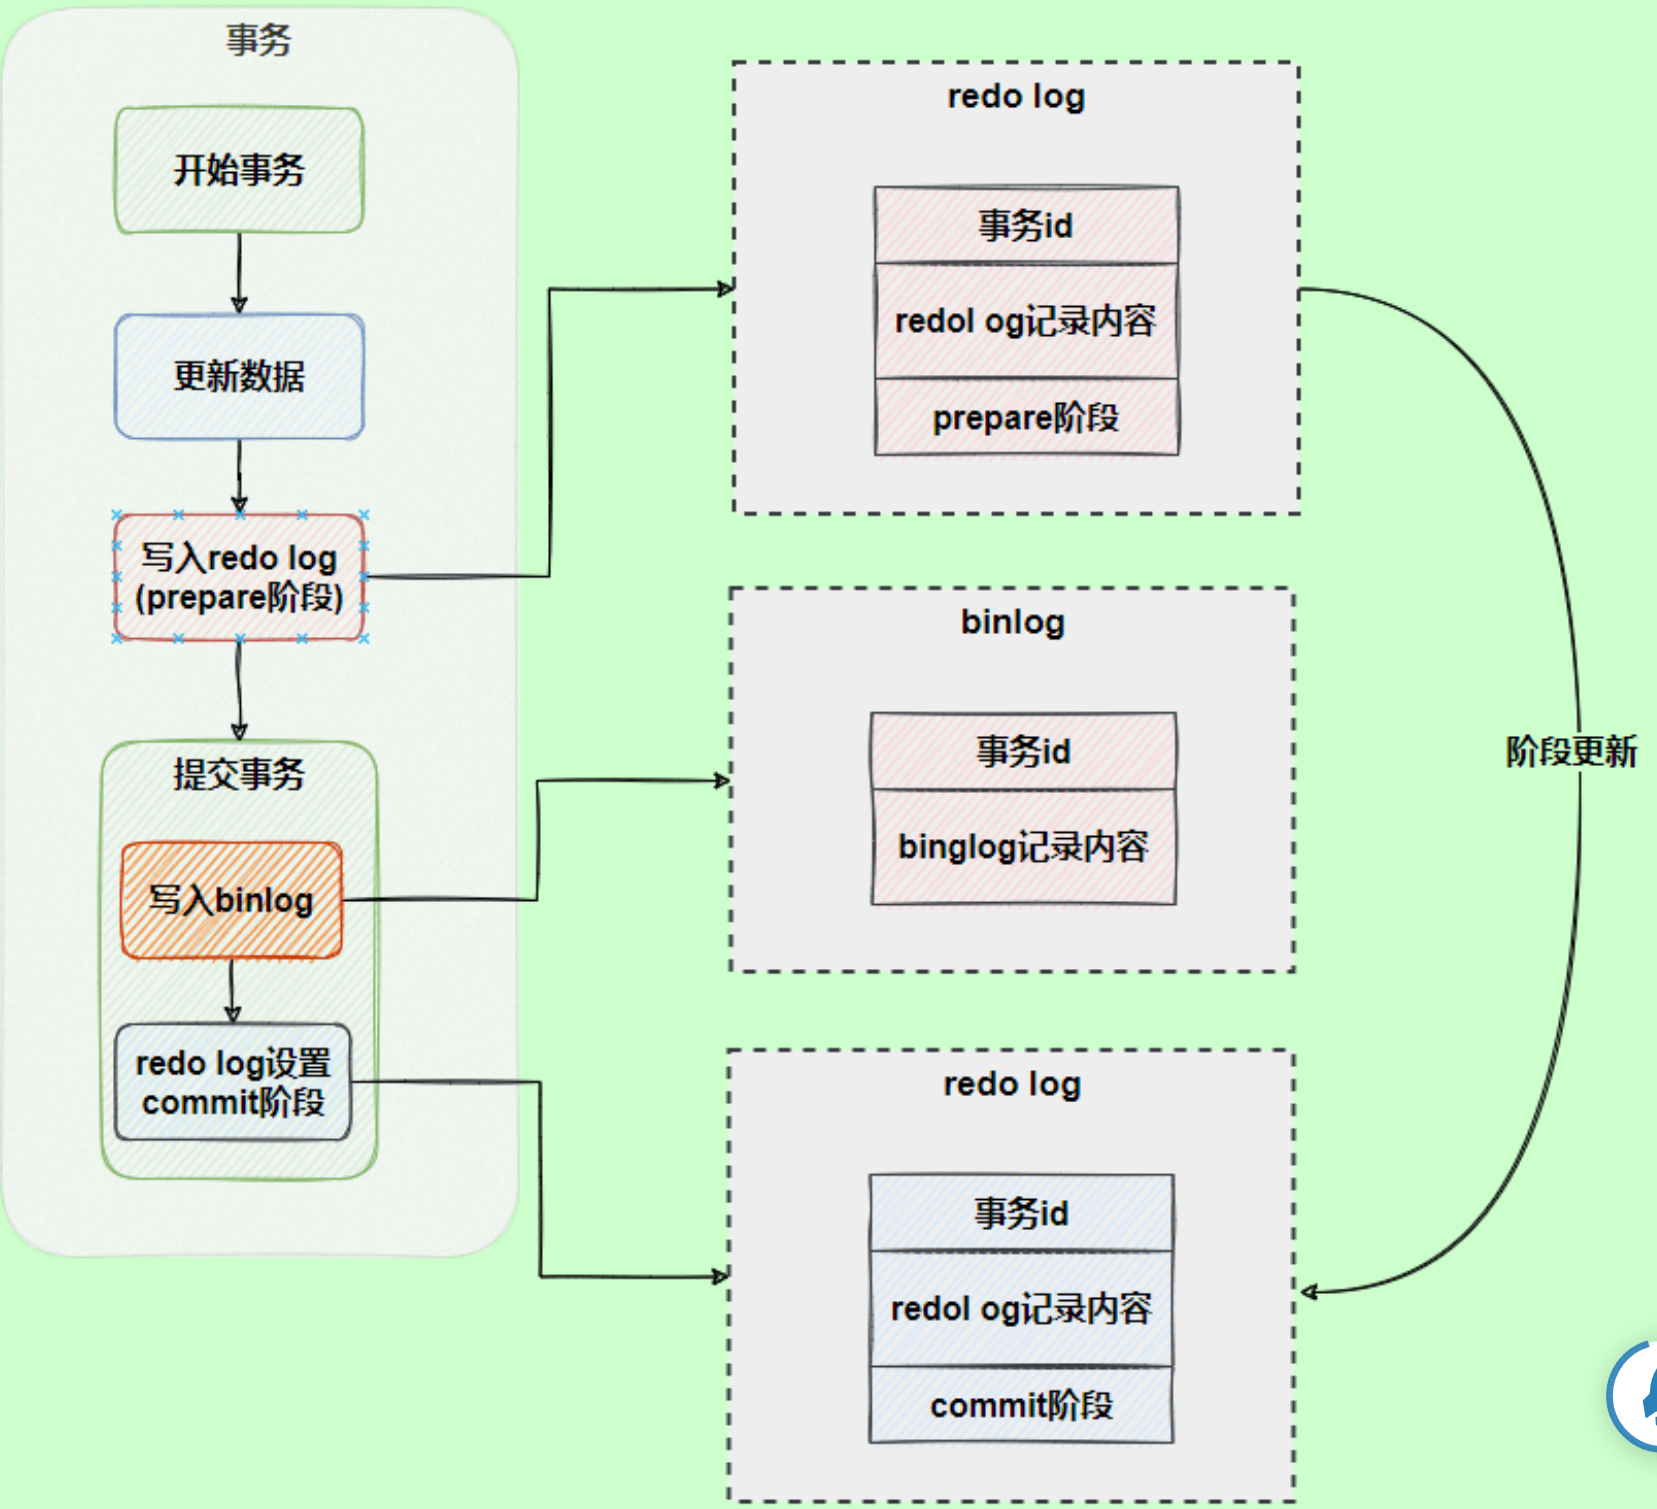 事务
开始事务
更新数据
写入redo log
(prepare阶段)
提交事务
写入binlog
redo log设置
commit阶段
redo log
事务id
redol og记录内容
prepare阶段
binlog
事务id
binglog记录内容
redo log
事务id
redol og记录内容
commit阶段
阶段更新